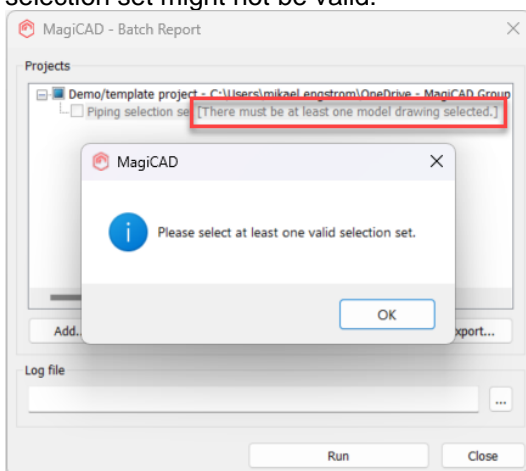 selection set might not be valid.
MagiCAD - Batch Report
Projects
Demo/template project - C:\Users\mikael.engstrom\OneDrive - MagiCAD Group
Piping selection se [There must be at least one model drawing selected.]
MagiCAD
Please select at least one valid selection set.
OK
Add.. xport...
Log file
...
Run Close